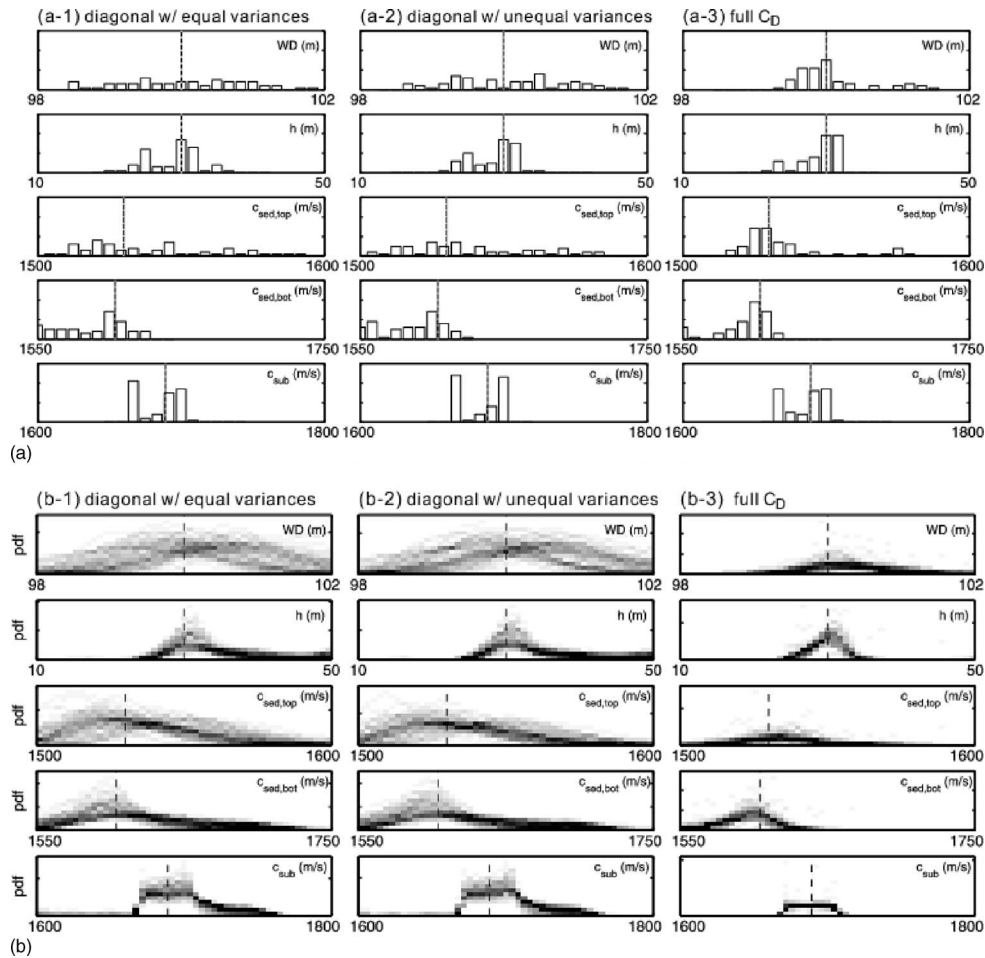 (a-1) diagonal w/ equal variances (a-2) diagonal w/ unequal variances (a-3) full C_D
WD (m) WD (m) WD (m)
98 102 98 102 98 102
h (m) h (m) h (m)
10 50 10 50 10 50
c_sed,top (m/s) c_sed,top (m/s) c_sed,top (m/s)
1500 1600 1500 1600 1500 1600
c_sed,bot (m/s) c_sed,bot (m/s) c_sed,bot (m/s)
1550 1750 1550 1750 1550 1750
c_sub (m/s) c_sub (m/s) c_sub (m/s)
1600 1800 1600 1800 1600 1800
(a)
(b-1) diagonal w/ equal variances (b-2) diagonal w/ unequal variances (b-3) full C_D
pdf WD (m) WD (m) WD (m)
98 102 98 102 98 102
pdf h (m) h (m) h (m)
10 50 10 50 10 50
pdf c_sed,top (m/s) c_sed,top (m/s) c_sed,top (m/s)
1500 1600 1500 1600 1500 1600
pdf c_sed,bot (m/s) c_sed,bot (m/s) c_sed,bot (m/s)
1550 1750 1550 1750 1550 1750
pdf c_sub (m/s) c_sub (m/s) c_sub (m/s)
1600 1800 1600 1800 1600 1800
(b)